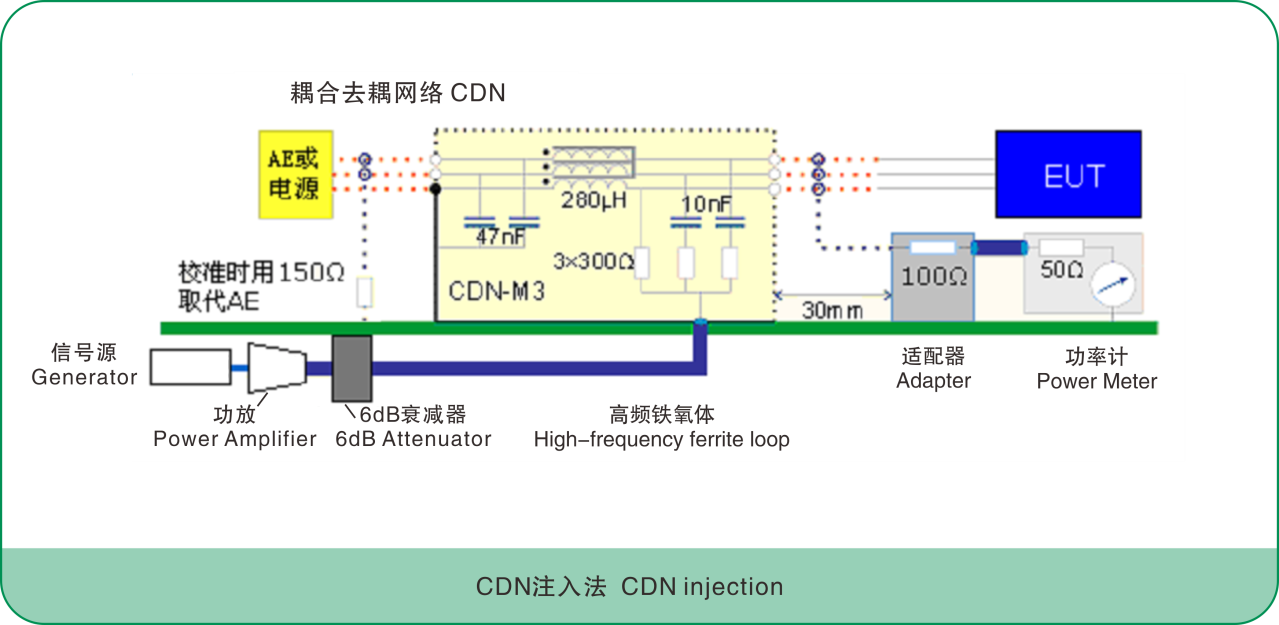 耦合去耦网络 CDN
AE或
电源
EUT
280μH
10nF
47nF
3×300Ω
100Ω
50Ω
校准时用150Ω
取代AE
CDN-M3
30mm
信号源
Generator
适配器
Adapter
功率计
Power Meter
功放
Power Amplifier
6dB衰减器
6dB Attenuator
高频铁氧体
High-frequency ferrite loop
CDN注入法 CDN injection